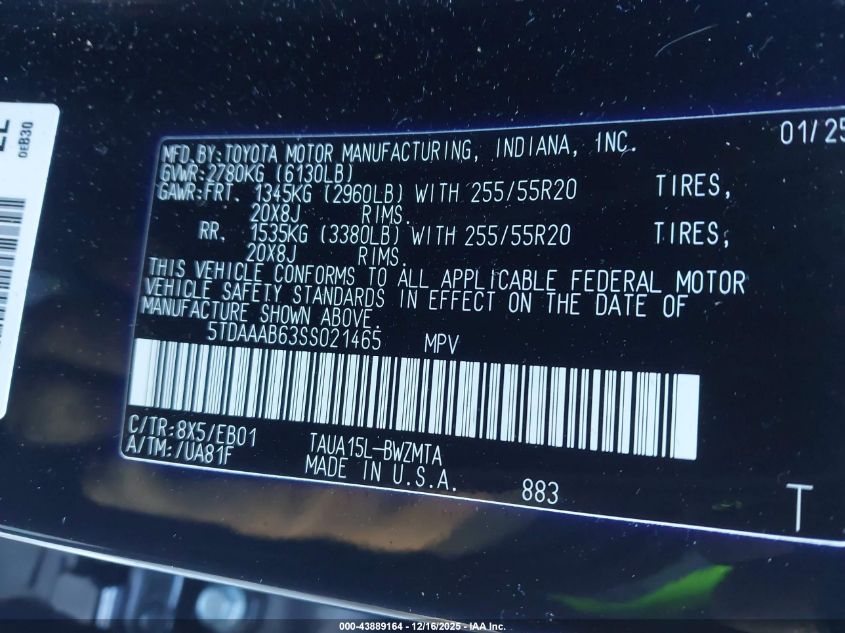 0EB30
01/25
MFD.BY:TOYOTA MOTOR MANUFACTURING, INDIANA, INC.
GVWR:2780KG (6130LB)
GAWR:FRT. 1345KG (2960LB) WITH 255/55R20 TIRES,
20X8J RIMS.
RR. 1535KG (3380LB) WITH 255/55R20 TIRES,
20X8J RIMS.
THIS VEHICLE CONFORMS TO ALL APPLICABLE FEDERAL MOTOR
VEHICLE SAFETY STANDARDS IN EFFECT ON THE DATE OF
MANUFACTURE SHOWN ABOVE.
5TDAAAB63SS021465 MPV
C/TR:8X5/EB01 TAUA15L-BWZMTA
A/TM:/UA81F MADE IN U.S.A. 883
T
000-43889164 - 12/16/2025 - IAA Inc.